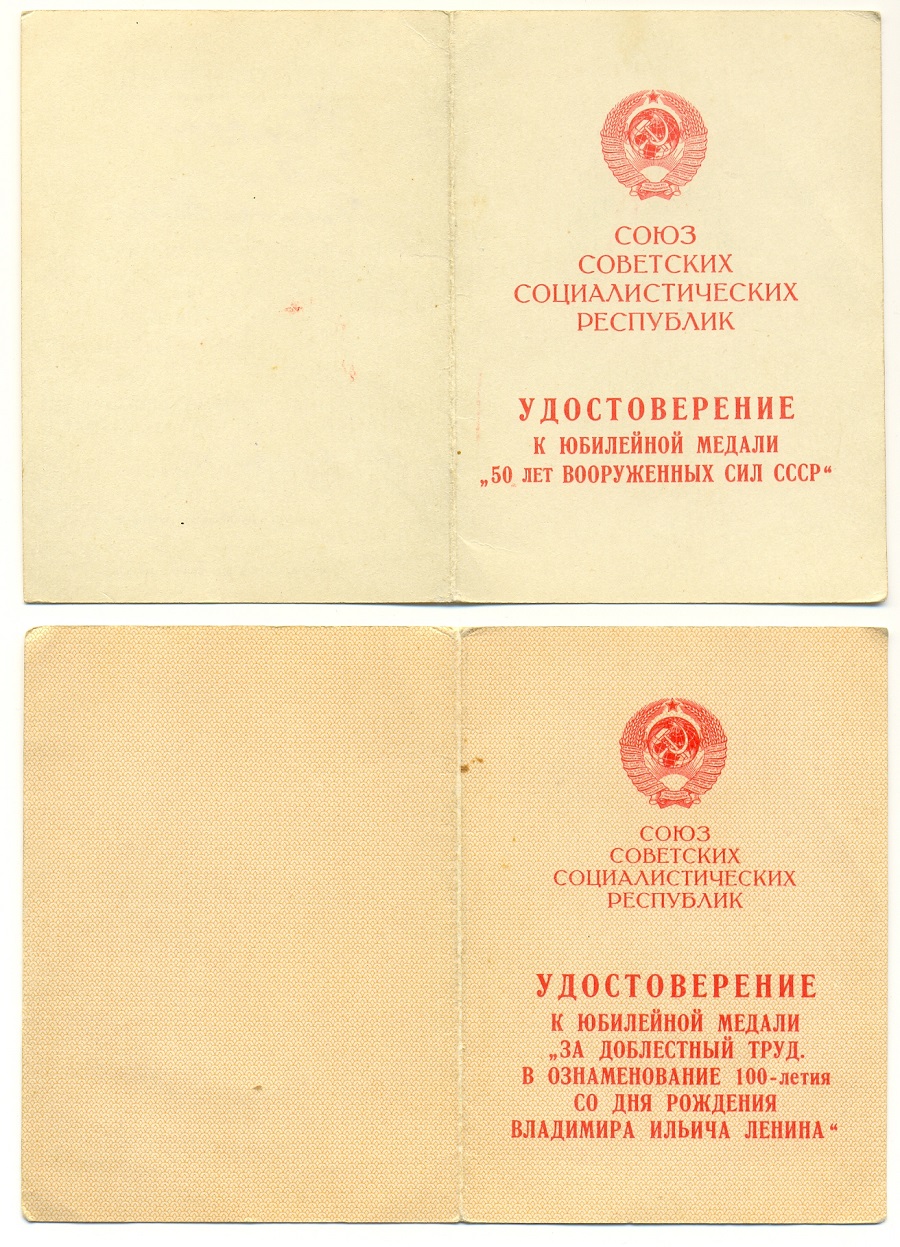 СОЮЗ
СОВЕТСКИХ
СОЦИАЛИСТИЧЕСКИХ
РЕСПУБЛИК
УДОСТОВЕРЕНИЕ
К ЮБИЛЕЙНОЙ МЕДАЛИ
„50 ЛЕТ ВООРУЖЕННЫХ СИЛ СССР“
СОЮЗ
СОВЕТСКИХ
СОЦИАЛИСТИЧЕСКИХ
РЕСПУБЛИК
УДОСТОВЕРЕНИЕ
К ЮБИЛЕЙНОЙ МЕДАЛИ
„ЗА ДОБЛЕСТНЫЙ ТРУД.
В ОЗНАМЕНОВАНИЕ 100-летия
СО ДНЯ РОЖДЕНИЯ
ВЛАДИМИРА ИЛЬИЧА ЛЕНИНА“